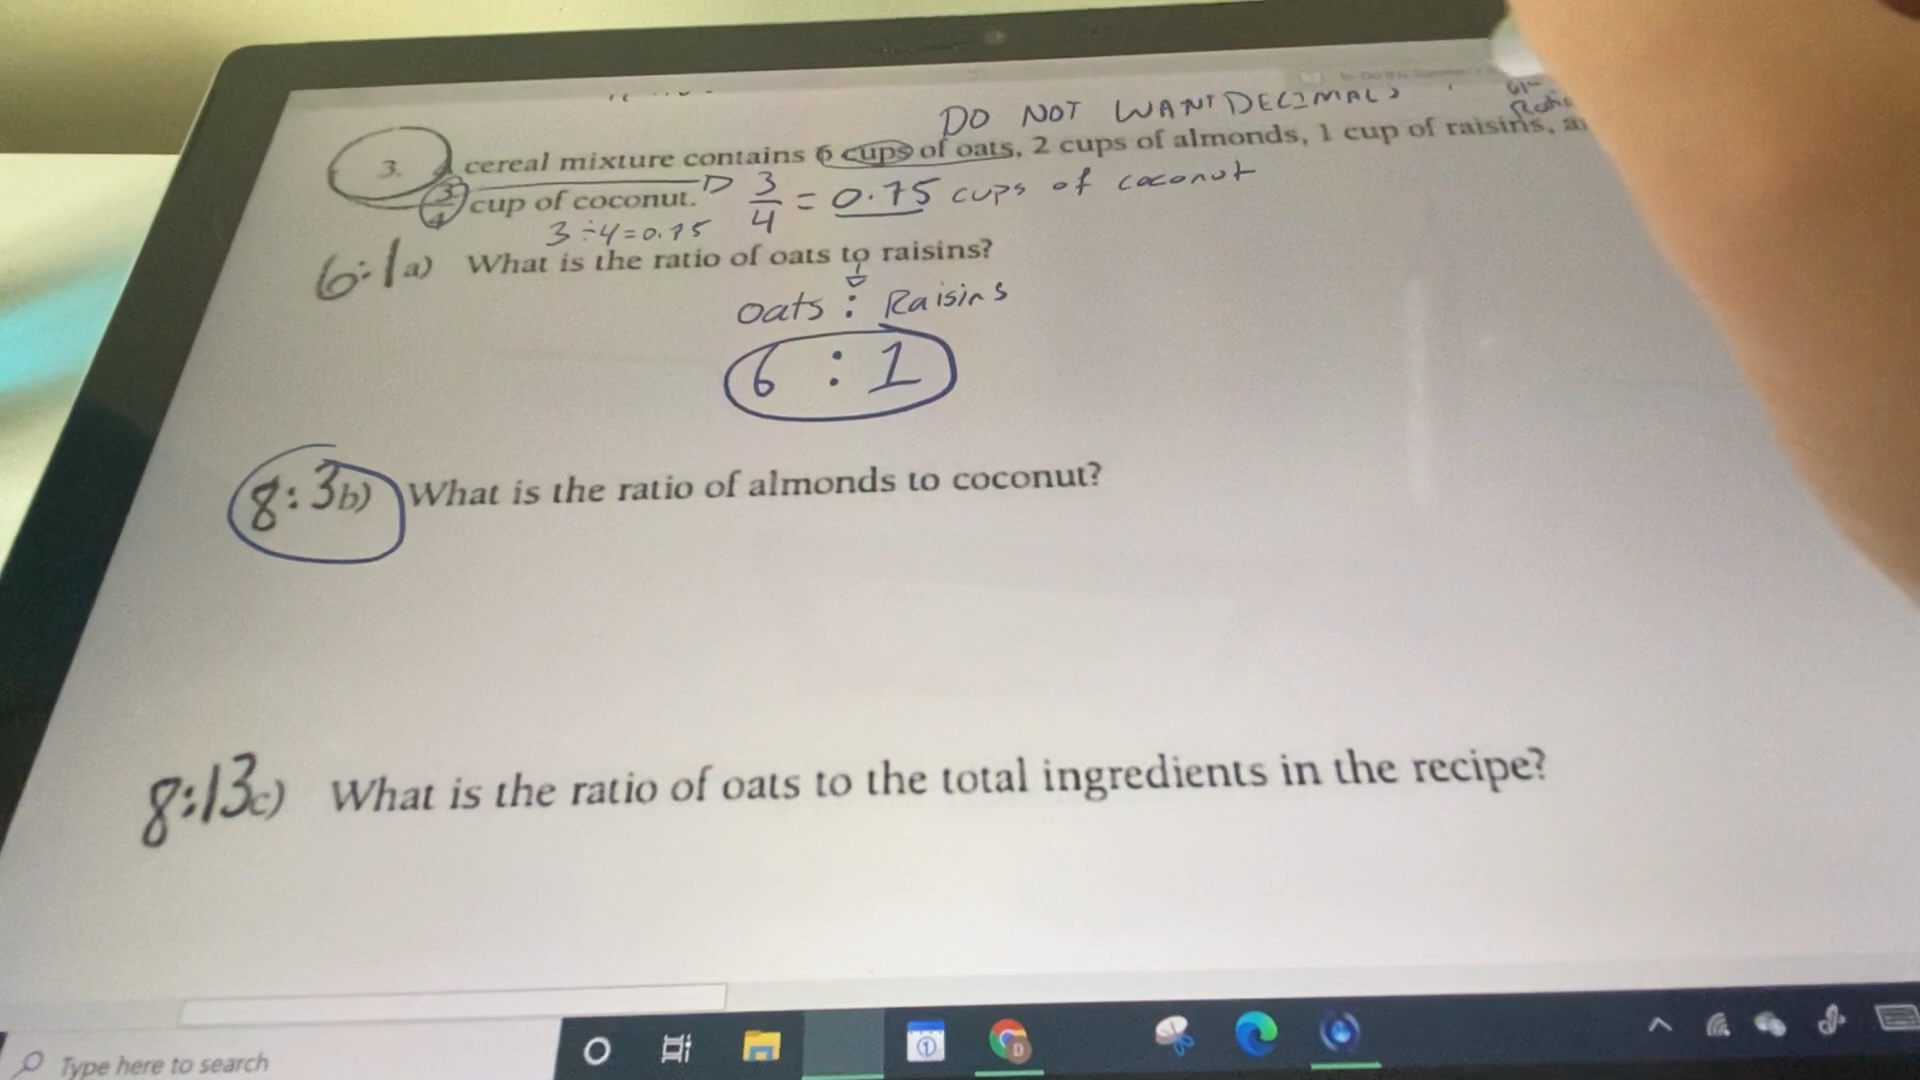 DO NOT WANT DECIMALS
Ratio
3. A cereal mixture contains 6 cups of oats, 2 cups of almonds, 1 cup of raisins,
3/4 cup of coconut. 3/4 = 0.75 cups of coconut
3÷4=0.75
6:1 a) What is the ratio of oats to raisins?
oats : Raisins
6 : 1
8:3 b) What is the ratio of almonds to coconut?
8:13 c) What is the ratio of oats to the total ingredients in the recipe?
Type here to search